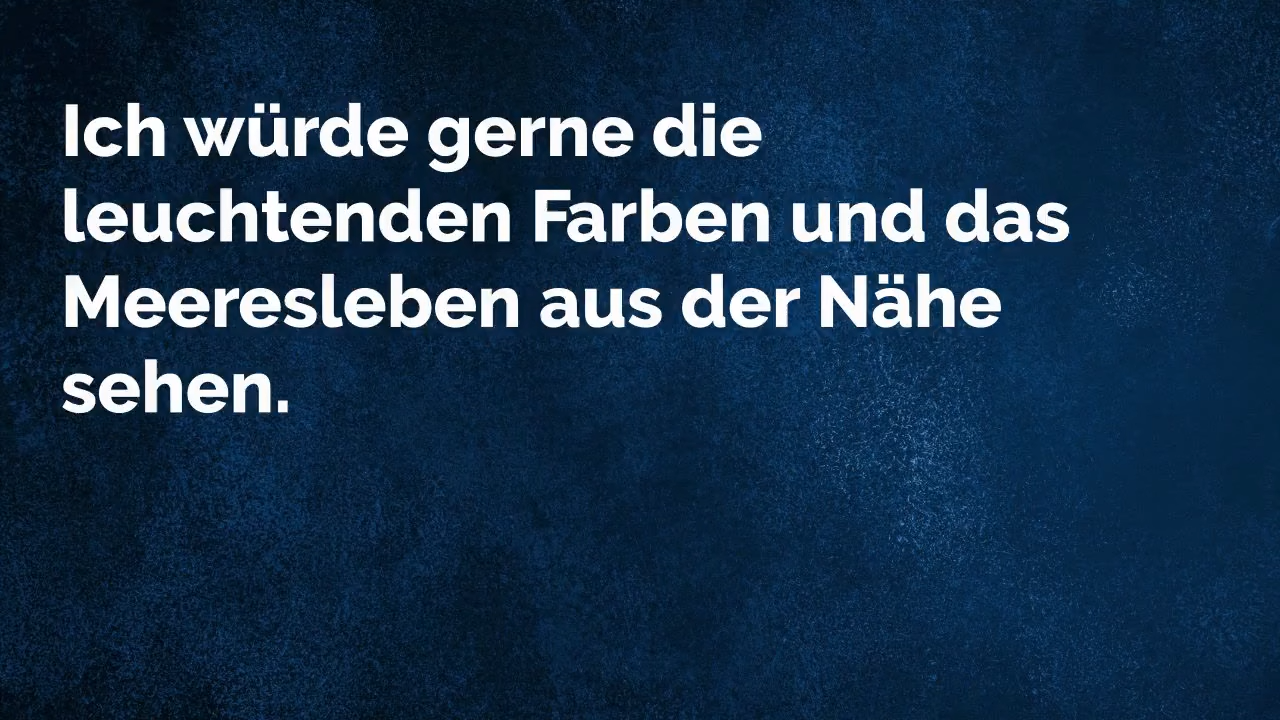 Ich würde gerne die
leuchtenden Farben und das
Meeresleben aus der Nähe
sehen.